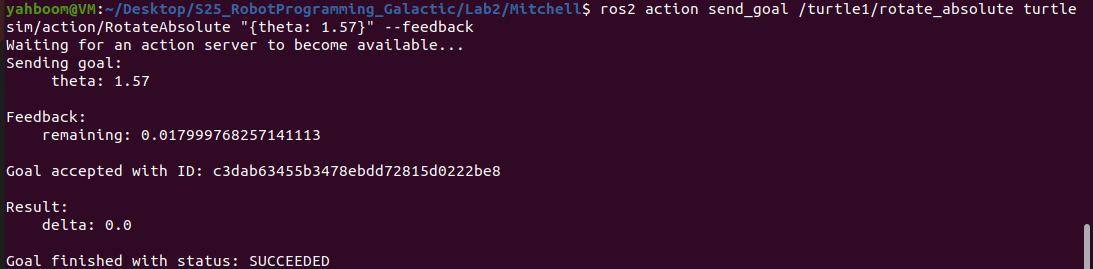 yahboom@VM:~/Desktop/S25_RobotProgramming_Galactic/Lab2/Mitchell$ ros2 action send_goal /turtle1/rotate_absolute turtle
sim/action/RotateAbsolute "{theta: 1.57}" --feedback
Waiting for an action server to become available...
Sending goal:
     theta: 1.57
Feedback:
    remaining: 0.017999768257141113
Goal accepted with ID: c3dab63455b3478ebdd72815d0222be8
Result:
    delta: 0.0
Goal finished with status: SUCCEEDED